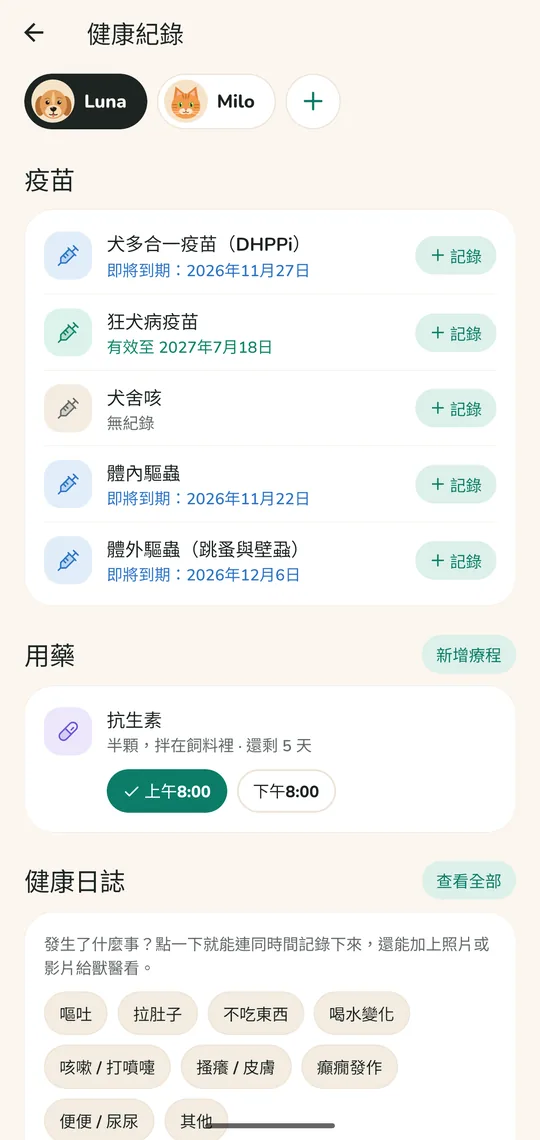 健康紀錄
Luna
Milo
疫苗
犬多合一疫苗（DHPPi）
即將到期：2026年11月27日
+ 記錄
狂犬病疫苗
有效至 2027年7月18日
+ 記錄
犬舍咳
無紀錄
+ 記錄
體內驅蟲
即將到期：2026年11月22日
+ 記錄
體外驅蟲（跳蚤與壁蝨）
即將到期：2026年12月6日
+ 記錄
用藥
新增療程
抗生素
半顆，拌在飼料裡 · 還剩 5 天
上午8:00
下午8:00
健康日誌
查看全部
發生了什麼事？點一下就能連同時間記錄下來，還能加上照片或
影片給獸醫看。
嘔吐
拉肚子
不吃東西
喝水變化
咳嗽 / 打噴嚏
搔癢 / 皮膚
癲癇發作
便便 / 尿尿
其他